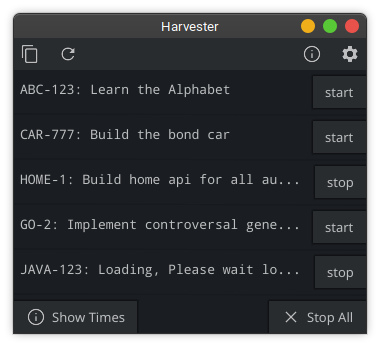 Harvester
ABC-123: Learn the Alphabet start
CAR-777: Build the bond car start
HOME-1: Build home api for all au... stop
GO-2: Implement controversal gene... start
JAVA-123: Loading, Please wait lo... stop
Show Times Stop All